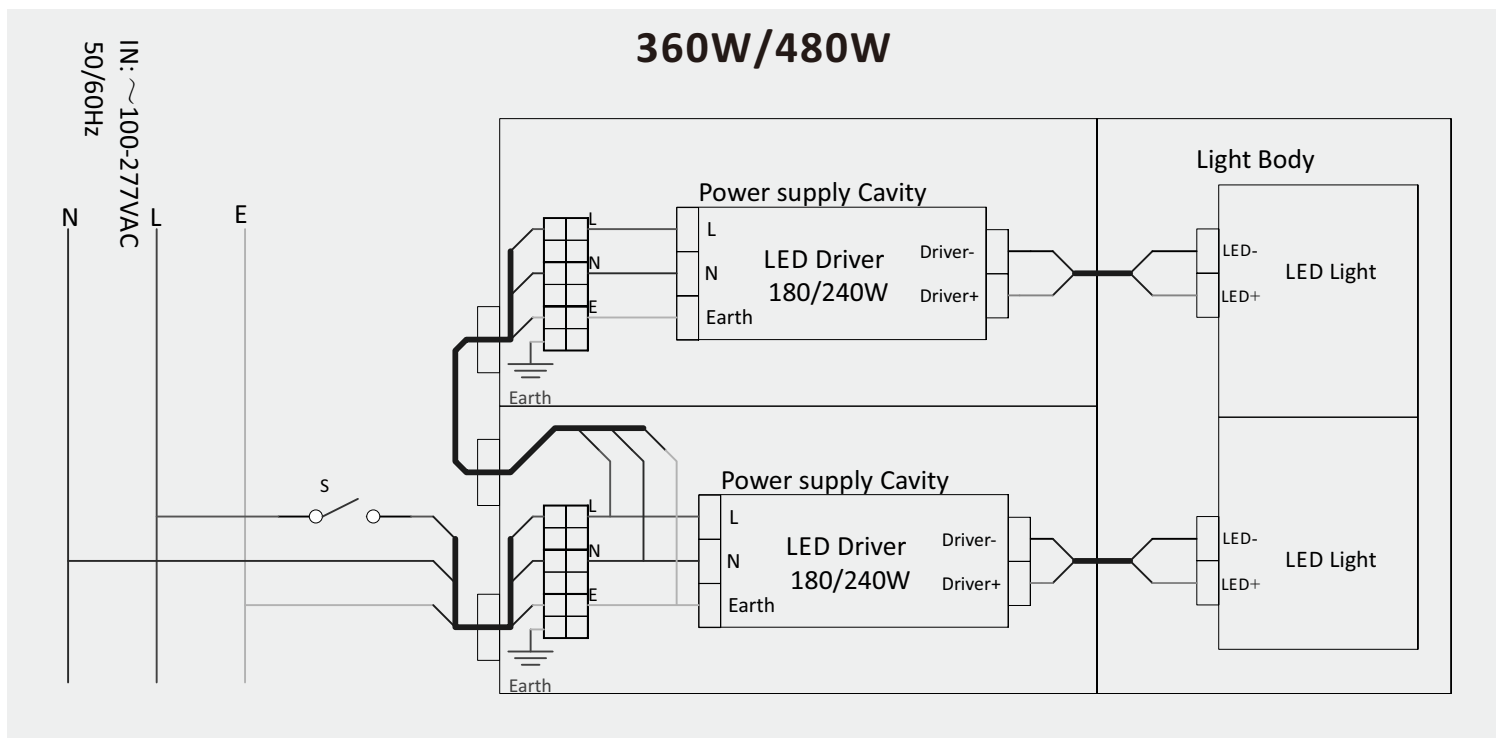 360W/480W
IN: ～100-277VAC
50/60Hz
N
L
E
S
Light Body
Power supply Cavity
L
N
E
L
N
Earth
LED Driver
180/240W
Driver-
Driver+
LED-
LED+
LED Light
Earth
Power supply Cavity
L
N
E
L
N
Earth
LED Driver
180/240W
Driver-
Driver+
LED-
LED+
LED Light
Earth